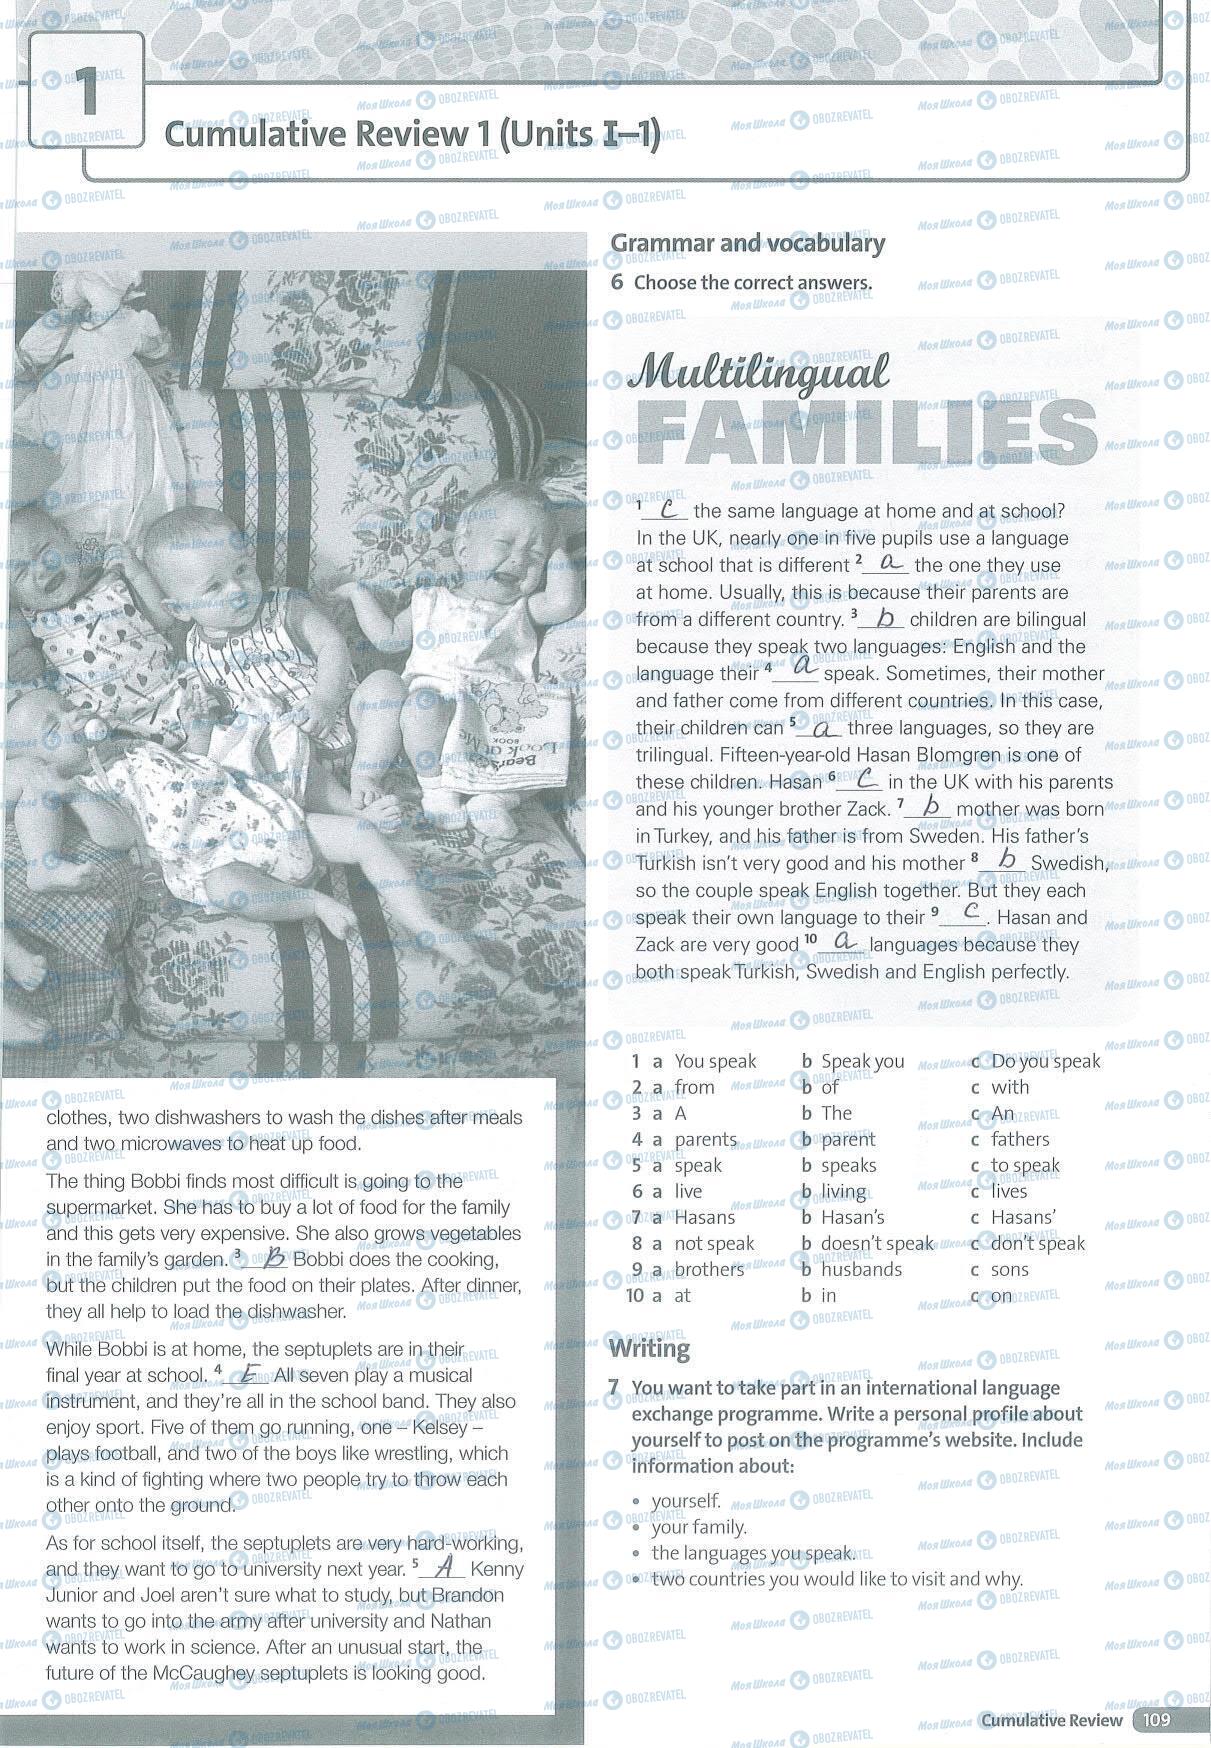 1
Cumulative Review 1 (Units I–1)
clothes, two dishwashers to wash the dishes after meals
and two microwaves to heat up food.
The thing Bobbi finds most difficult is going to the
supermarket. She has to buy a lot of food for the family
and this gets very expensive. She also grows vegetables
in the family's garden. 3 B Bobbi does the cooking,
but the children put the food on their plates. After dinner,
they all help to load the dishwasher.
While Bobbi is at home, the septuplets are in their
final year at school. 4 E All seven play a musical
instrument, and they're all in the school band. They also
enjoy sport. Five of them go running, one – Kelsey –
plays football, and two of the boys like wrestling, which
is a kind of fighting where two people try to throw each
other onto the ground.
As for school itself, the septuplets are very hard-working,
and they want to go to university next year. 5 A Kenny
Junior and Joel aren't sure what to study, but Brandon
wants to go into the army after university and Nathan
wants to work in science. After an unusual start, the
future of the McCaughey septuplets is looking good.
Grammar and vocabulary
6 Choose the correct answers.
Multilingual
FAMILIES
1 c the same language at home and at school?
In the UK, nearly one in five pupils use a language
at school that is different 2 a the one they use
at home. Usually, this is because their parents are
from a different country. 3 b children are bilingual
because they speak two languages: English and the
language their 4 a speak. Sometimes, their mother
and father come from different countries. In this case,
their children can 5 a three languages, so they are
trilingual. Fifteen-year-old Hasan Blomgren is one of
these children. Hasan 6 c in the UK with his parents
and his younger brother Zack. 7 b mother was born
in Turkey, and his father is from Sweden. His father's
Turkish isn't very good and his mother 8 b Swedish,
so the couple speak English together. But they each
speak their own language to their 9 c. Hasan and
Zack are very good 10 a languages because they
both speak Turkish, Swedish and English perfectly.
1 a You speak b Speak you c Do you speak
2 a from b of c with
3 a A b The c An
4 a parents b parent c fathers
5 a speak b speaks c to speak
6 a live b living c lives
7 a Hasans b Hasan's c Hasans'
8 a not speak b doesn't speak c don't speak
9 a brothers b husbands c sons
10 a at b in c on
Writing
7 You want to take part in an international language
exchange programme. Write a personal profile about
yourself to post on the programme's website. Include
information about:
• yourself.
• your family.
• the languages you speak.
• two countries you would like to visit and why.
Cumulative Review 109
Моя Школа OBOZREVATEL